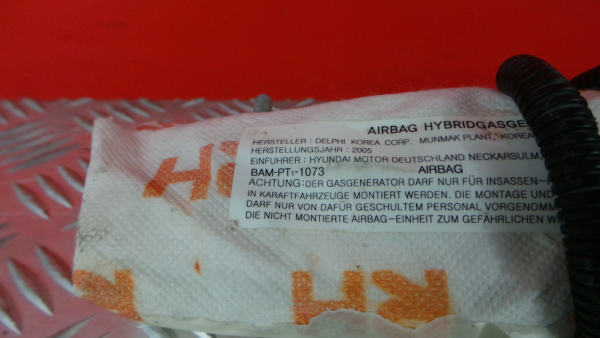 AIRBAG HYBRIDGASGE
HERSTELLER : DELPHI KOREA CORP. MUNMAK PLANT, KOREA
HERSTELLUNGSJAHR : 2005
EINFUHRER : HYUNDAI MOTOR DEUTSCHLAND NECKARSULM,
BAM-PT1-1073 AIRBAG
ACHTUNG:DER GASGENERATOR DARF NUR FÜR INSASSEN-
IN KARAFTFAHRZEUGE MONTIERT WERDEN. DIE MONTAGE UND
DARF NUR VON DAFÜR GESCHULTEM PERSONAL VORGENOMM
DIE NICHT MONTIERTE AIRBAG-EINHEIT ZUM GEFÄHRLICHEN W
RH
RH